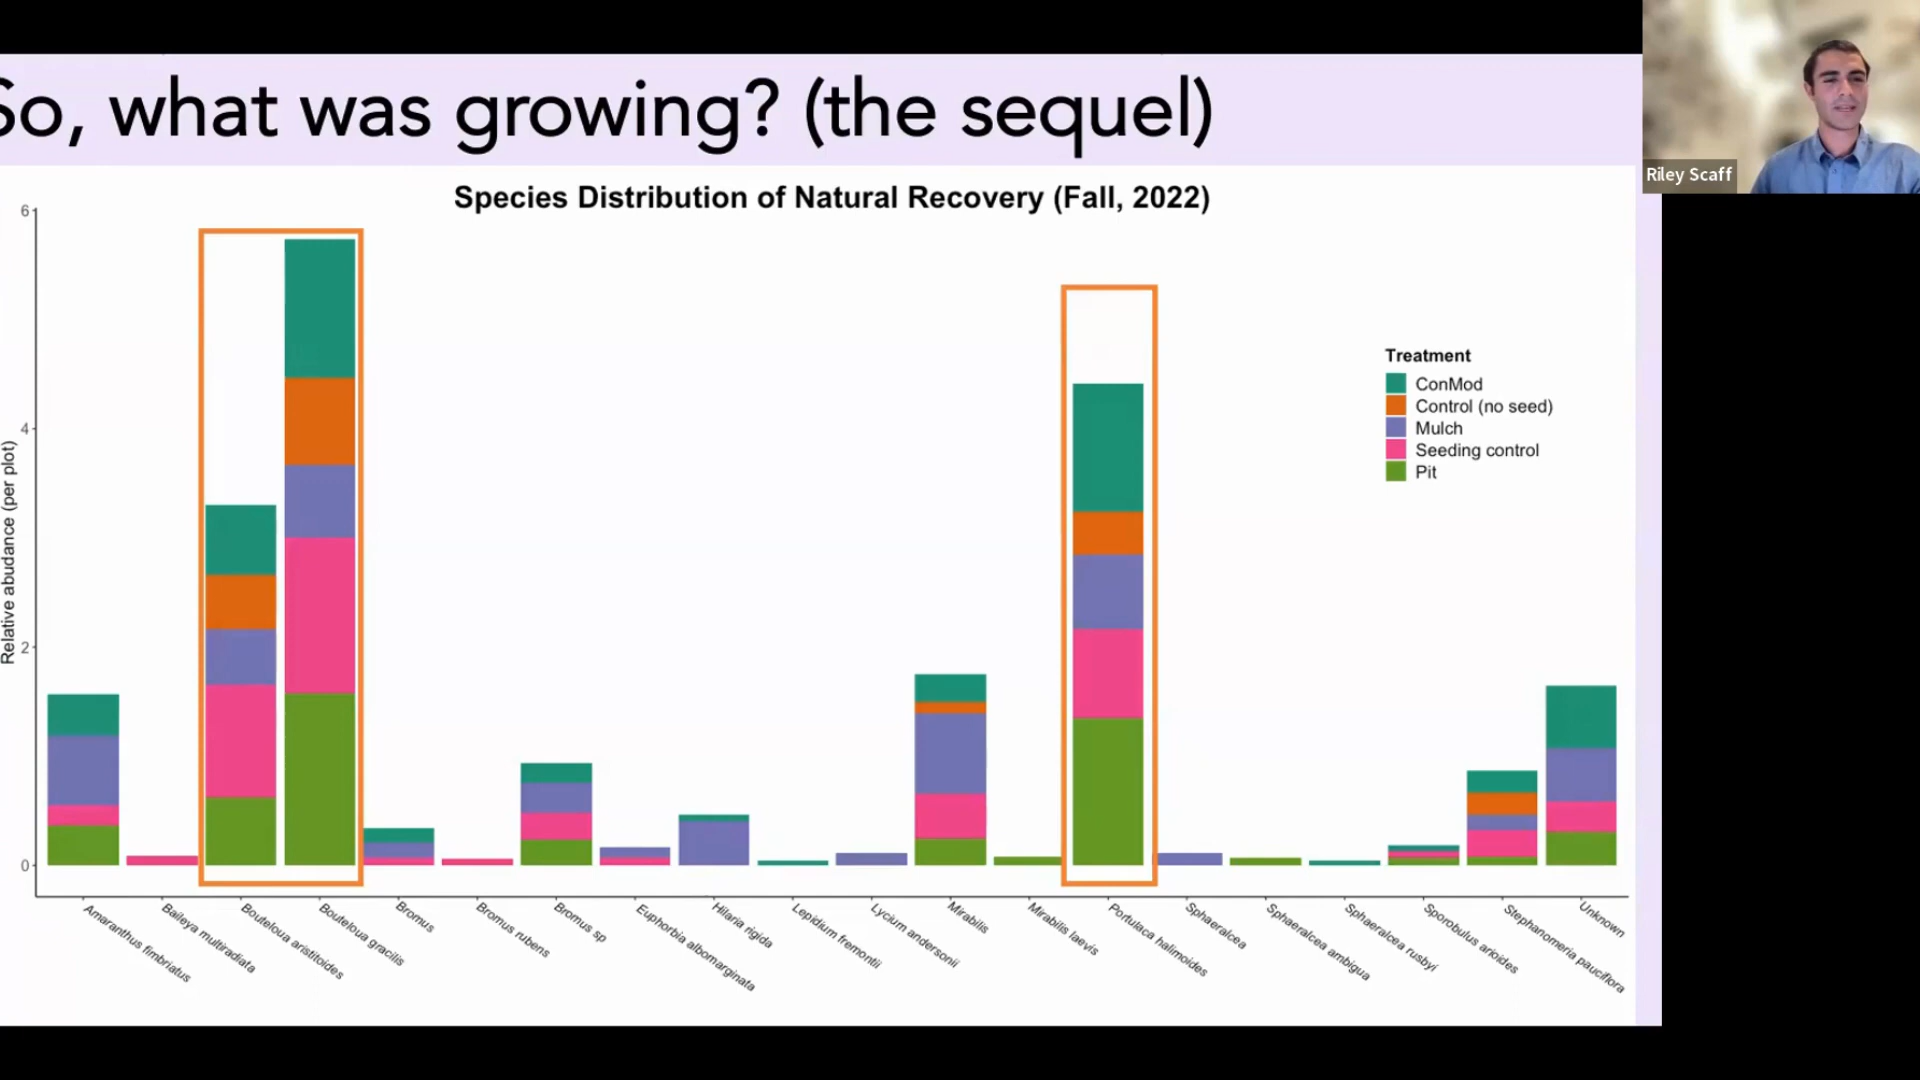 So, what was growing? (the sequel)
Riley Scaff
Species Distribution of Natural Recovery (Fall, 2022)
Relative abudance (per plot)
6
4
2
0
Treatment
ConMod
Control (no seed)
Mulch
Seeding control
Pit
Amaranthus fimbriatus
Baileya multiradiata
Bouteloua aristitoides
Bouteloua gracilis
Bromus
Bromus rubens
Bromus sp
Euphorbia albomarginata
Hilaria rigida
Lepidium fremontii
Lycium andersonii
Mirabilis
Mirabilis laevis
Portulaca halimoides
Sphaeralcea
Sphaeralcea ambigua
Sphaeralcea rusbyi
Sporobulus arioides
Stephanomeria pauciflora
Unknown